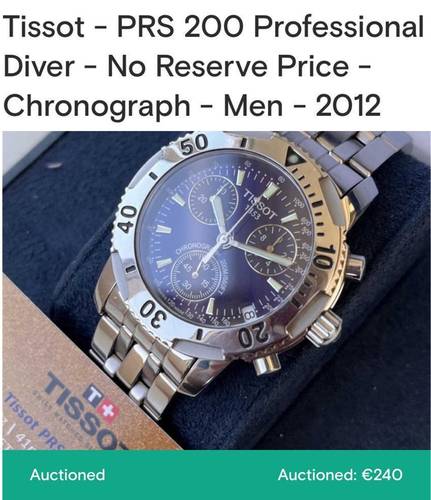 Tissot - PRS 200 Professional
Diver - No Reserve Price -
Chronograph - Men - 2012
50
40
30
20
10
TISSOT
1853
CHRONOGRAPH
TISSOT
Tissot PRS
Auctioned
Auctioned: €240